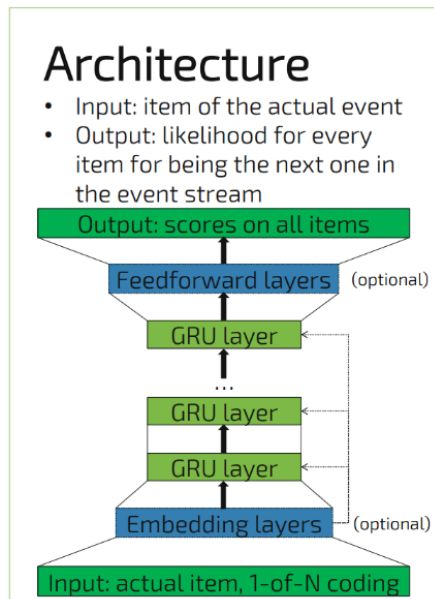 Architecture
• Input: item of the actual event
• Output: likelihood for every
item for being the next one in
the event stream
Output: scores on all items
Feedforward layers (optional)
GRU layer
...
GRU layer
GRU layer
Embedding layers (optional)
Input: actual item, 1-of-N coding